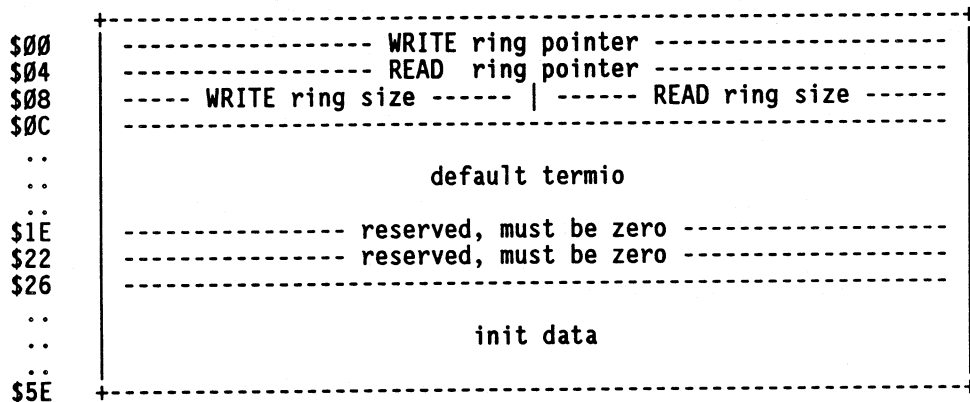 +-----------------------------------------------------------------+
$00 | ----------------- WRITE ring pointer ------------------- |
$04 | ----------------- READ  ring pointer ------------------- |
$08 | ----- WRITE ring size ------ | ------ READ ring size ------ |
$0C | ------------------------------------------------------ |
..
.. default termio
..
$1E | ---------------- reserved, must be zero ----------------- |
$22 | ---------------- reserved, must be zero ----------------- |
$26 | ------------------------------------------------------ |
..
.. init data
..
$5E +-----------------------------------------------------------------+